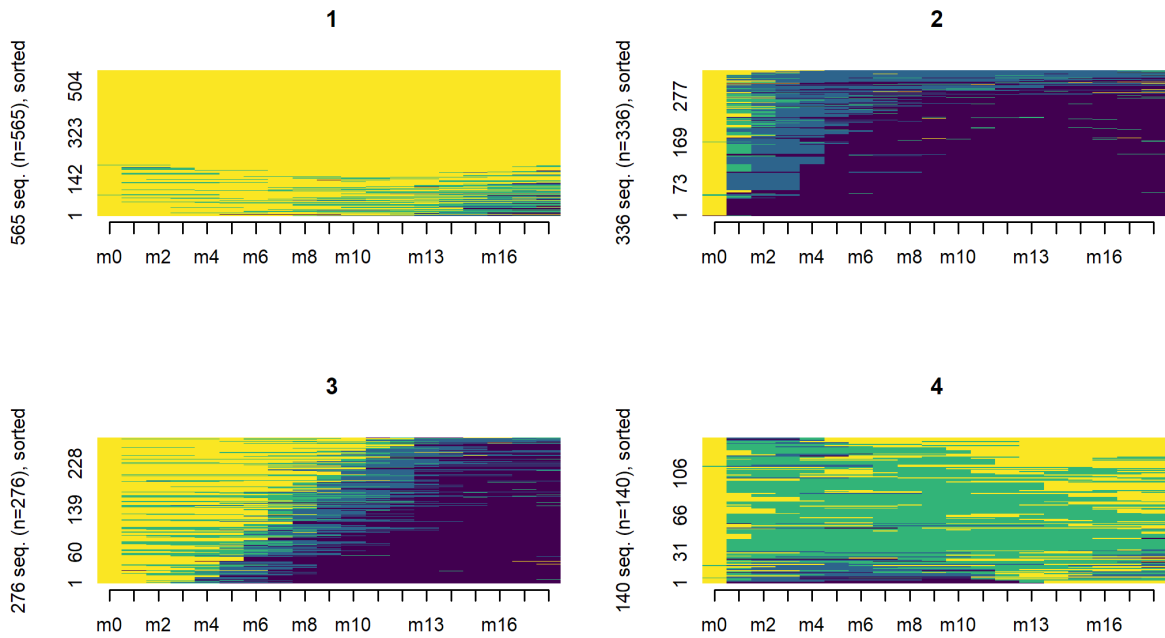 1
565 seq. (n=565), sorted
1 142 323 504
m0 m2 m4 m6 m8 m10 m13 m16
2
336 seq. (n=336), sorted
1 73 169 277
m0 m2 m4 m6 m8 m10 m13 m16
3
276 seq. (n=276), sorted
1 60 139 228
m0 m2 m4 m6 m8 m10 m13 m16
4
140 seq. (n=140), sorted
1 31 66 106
m0 m2 m4 m6 m8 m10 m13 m16